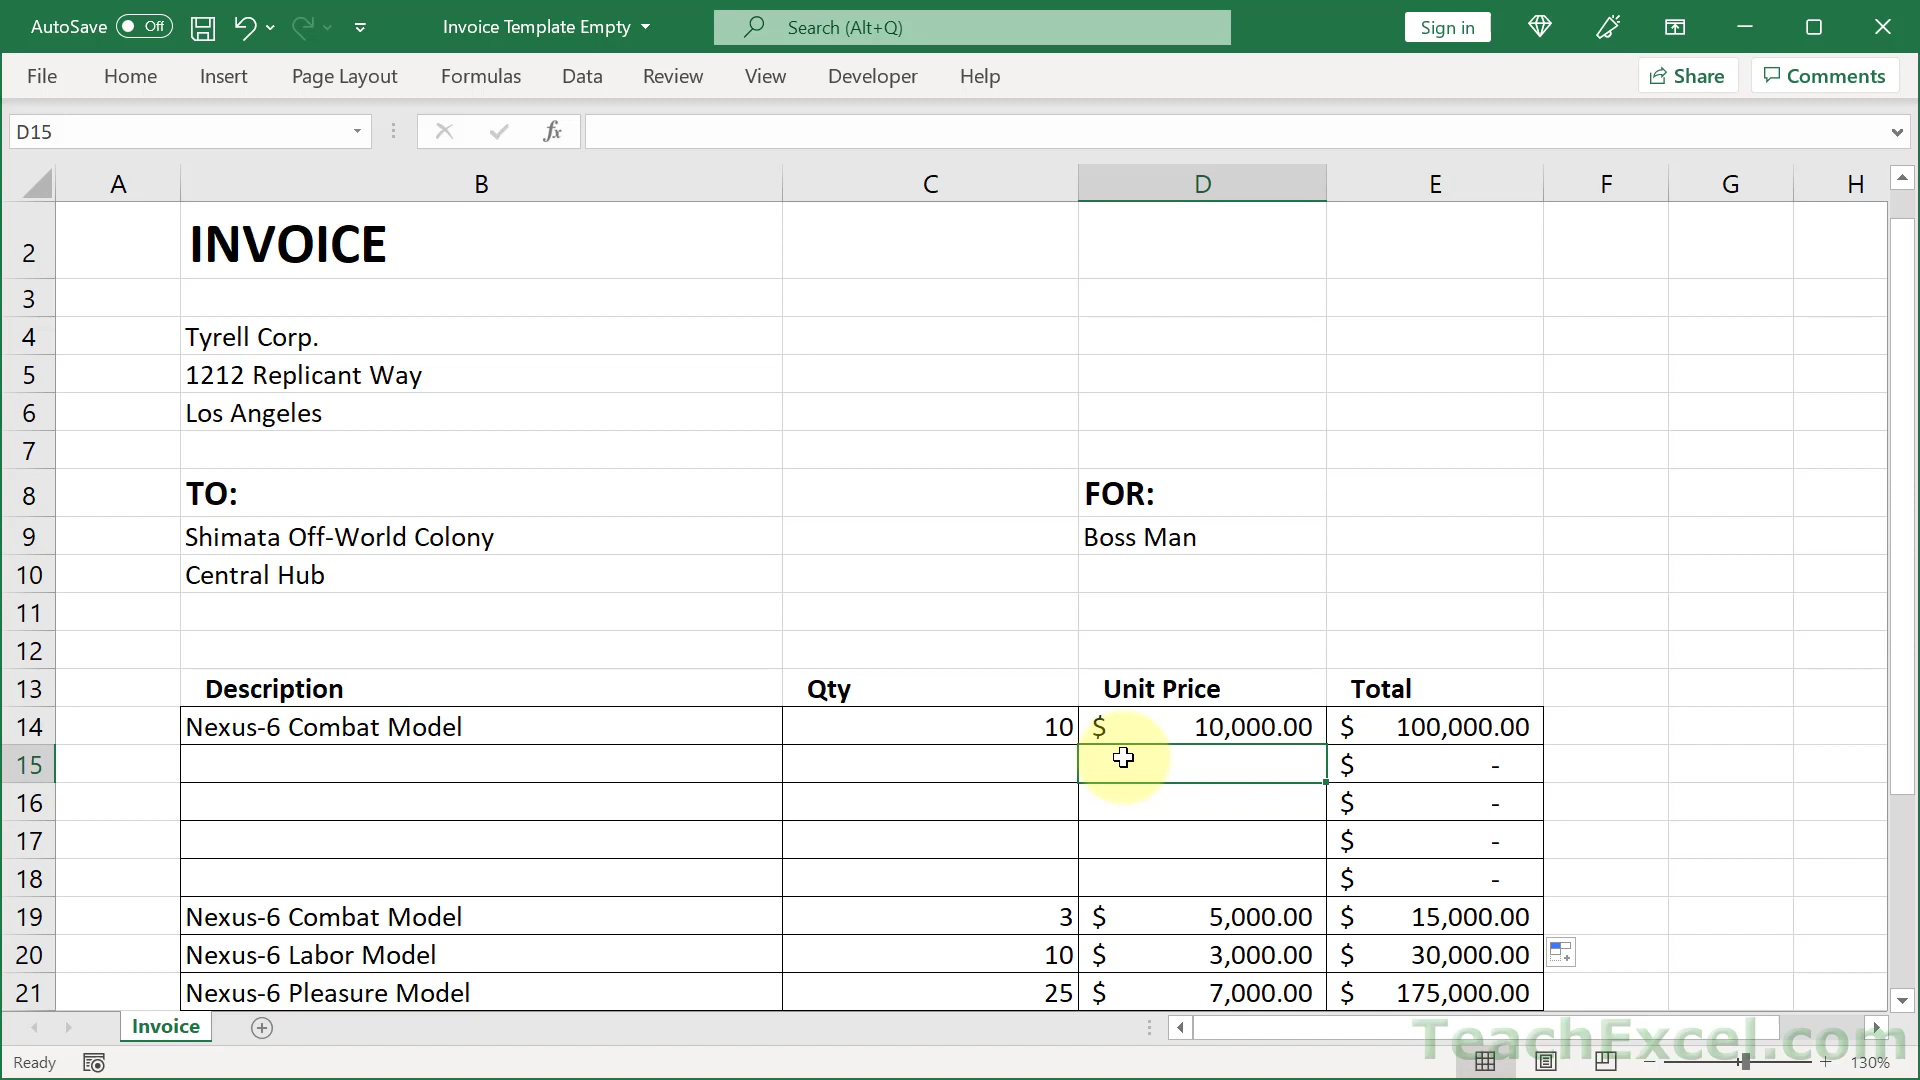 AutoSave Off Invoice Template Empty Search (Alt+Q) Sign in
File Home Insert Page Layout Formulas Data Review View Developer Help Share Comments
D15 fx
A B C D E F G H
2 INVOICE
3
4 Tyrell Corp.
5 1212 Replicant Way
6 Los Angeles
7
8 TO: FOR:
9 Shimata Off-World Colony Boss Man
10 Central Hub
11
12
13 Description Qty Unit Price Total
14 Nexus-6 Combat Model 10 $ 10,000.00 $ 100,000.00
15 $ -
16 $ -
17 $ -
18 $ -
19 Nexus-6 Combat Model 3 $ 5,000.00 $ 15,000.00
20 Nexus-6 Labor Model 10 $ 3,000.00 $ 30,000.00
21 Nexus-6 Pleasure Model 25 $ 7,000.00 $ 175,000.00
Invoice
TeachExcel.com
Ready 130%